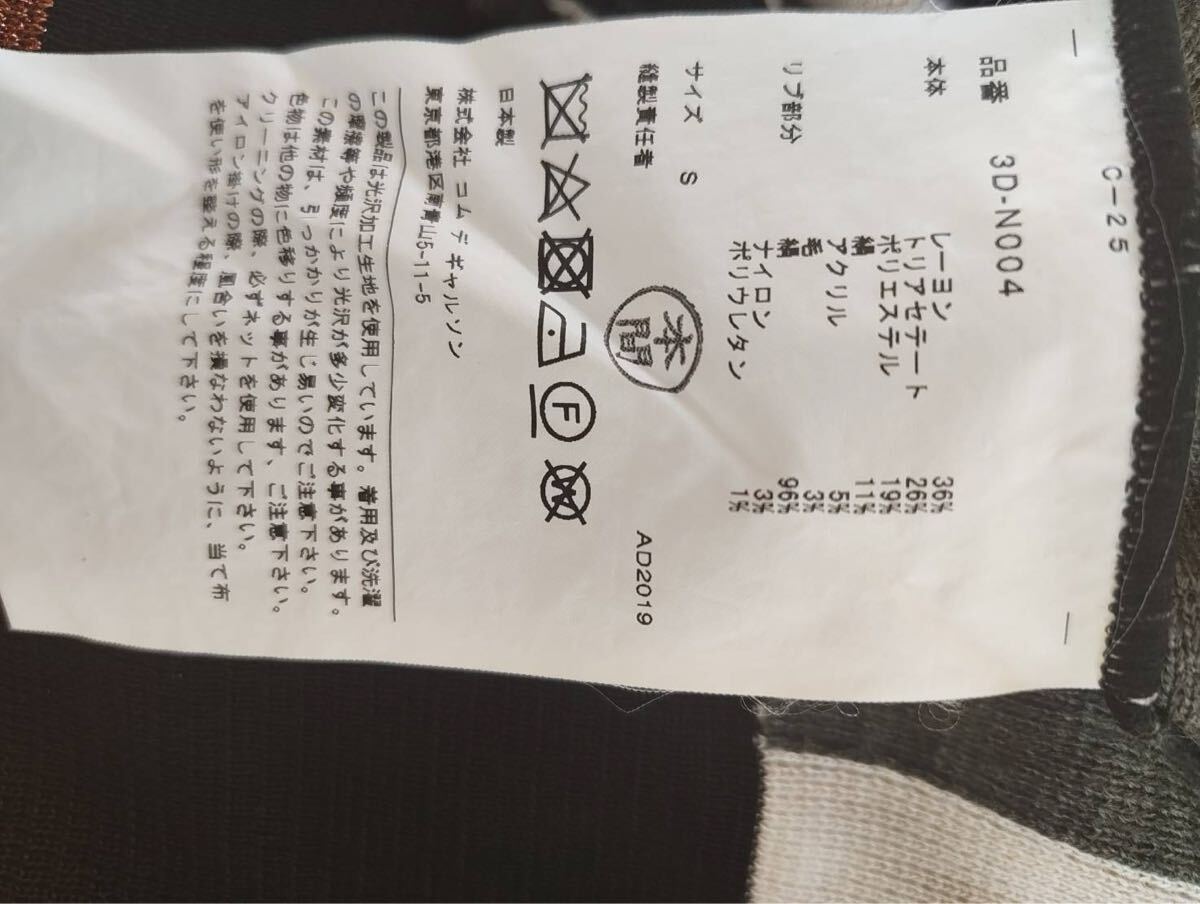 C-25
品番 3D-N004
本体 レーヨン 36%
トリアセテート 26%
ポリエステル 19%
絹 11%
アクリル 5%
毛 3%
リブ部分 絹 96%
ナイロン 3%
ポリウレタン 1%
サイズ S
縫製責任者 本間 AD2019
F W
日本製
株式会社 コム デ ギャルソン
東京都港区南青山5-11-5
この製品は光沢加工生地を使用しています。着用及び洗濯
の摩擦等や頻度により光沢が多少変化する事があります。
この素材は、引っかかりが生じ易いのでご注意下さい。
色物は他の物に色移りする事があります、ご注意下さい。
クリーニングの際、必ずネットを使用して下さい。
アイロン掛けの際、風合いを損なわないように、当て布
を使い形を整える程度にして下さい。